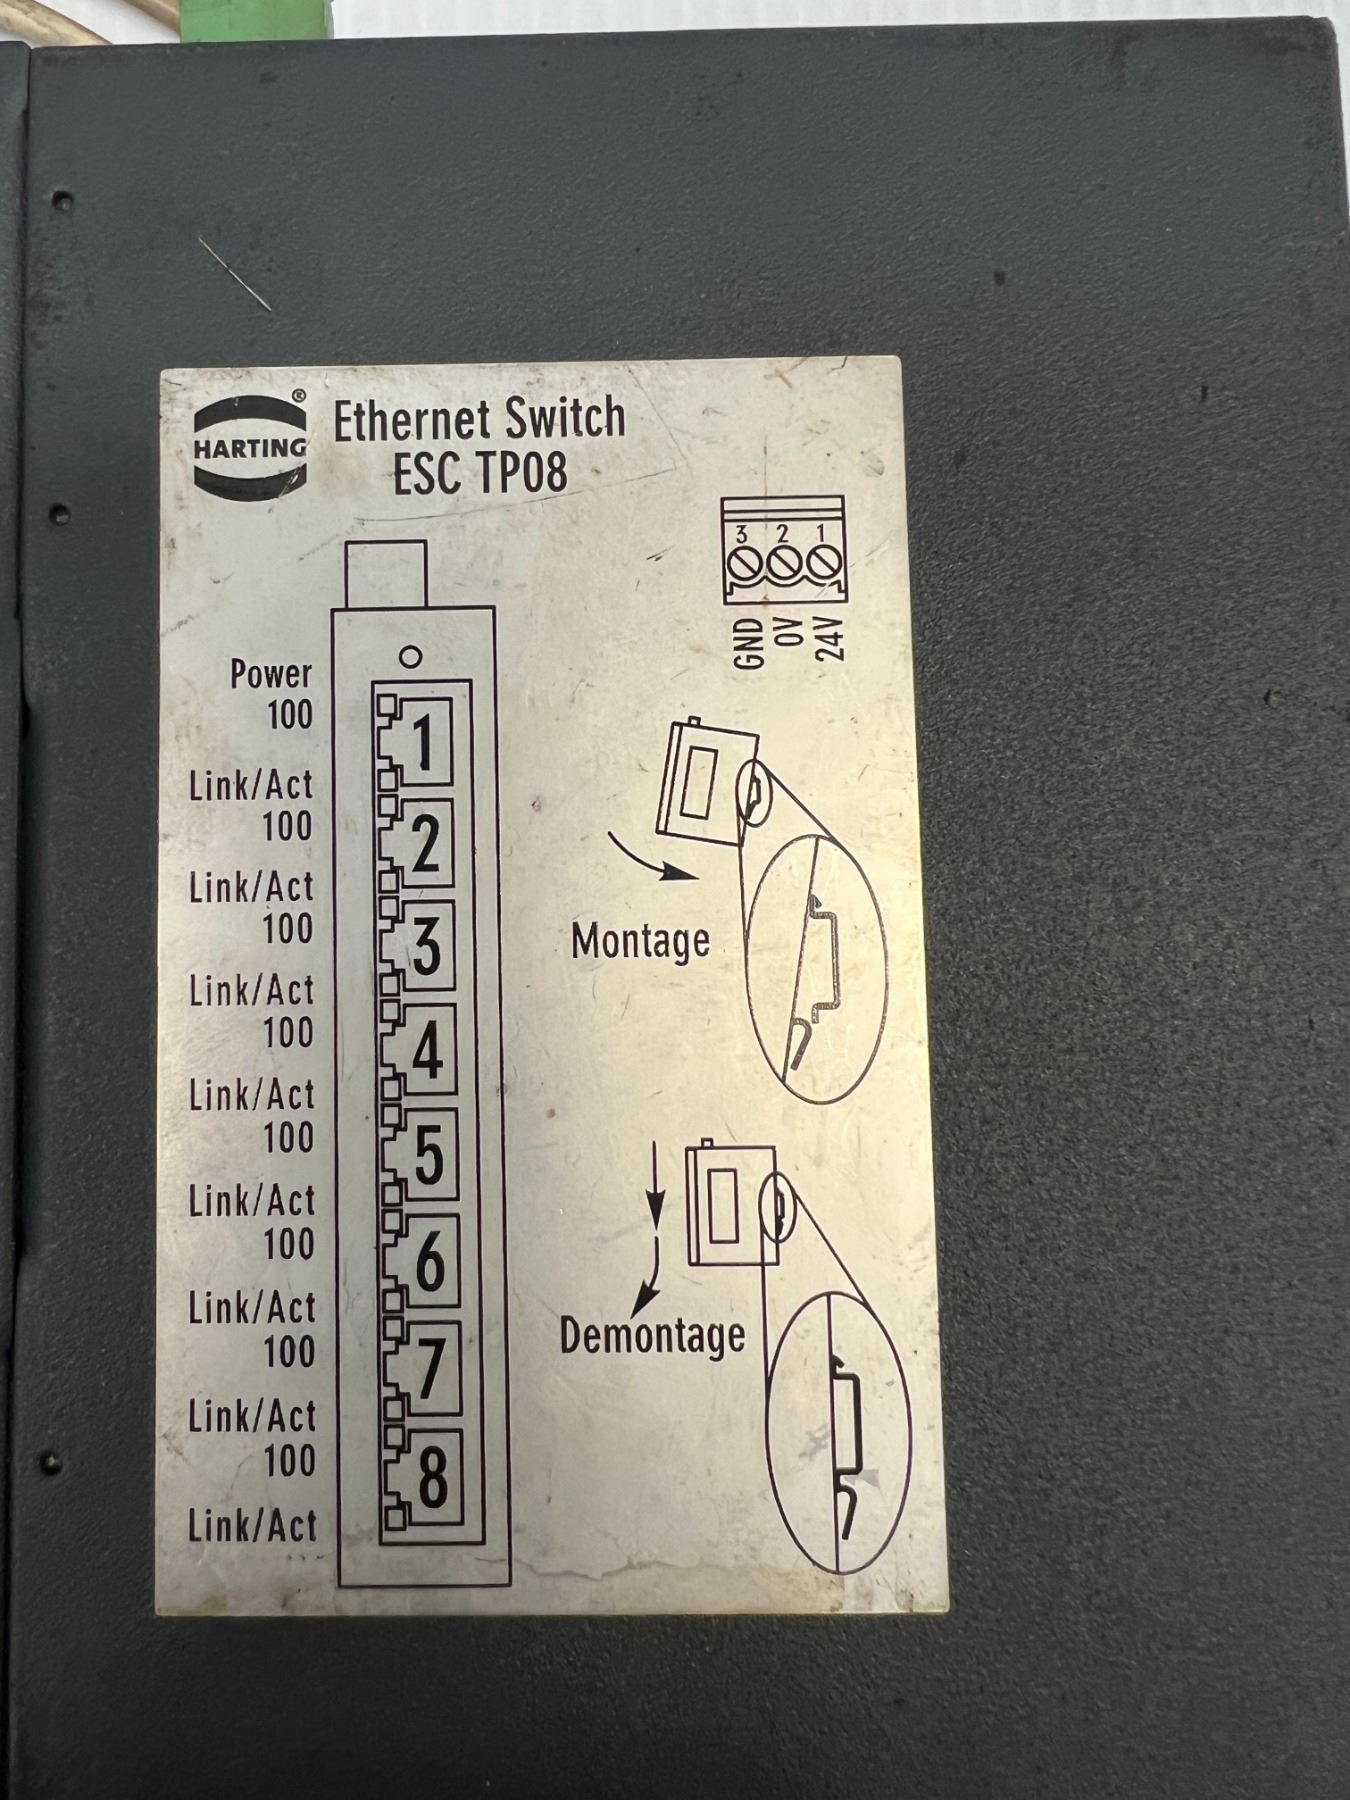 HARTING®
Ethernet Switch
ESC TP08
3 2 1
GND
0V
24V
Power
100
1
Link/Act
100
2
Link/Act
100
3
Link/Act
100
4
Link/Act
100
5
Link/Act
100
6
Link/Act
100
7
Link/Act
100
8
Link/Act
Montage
Demontage